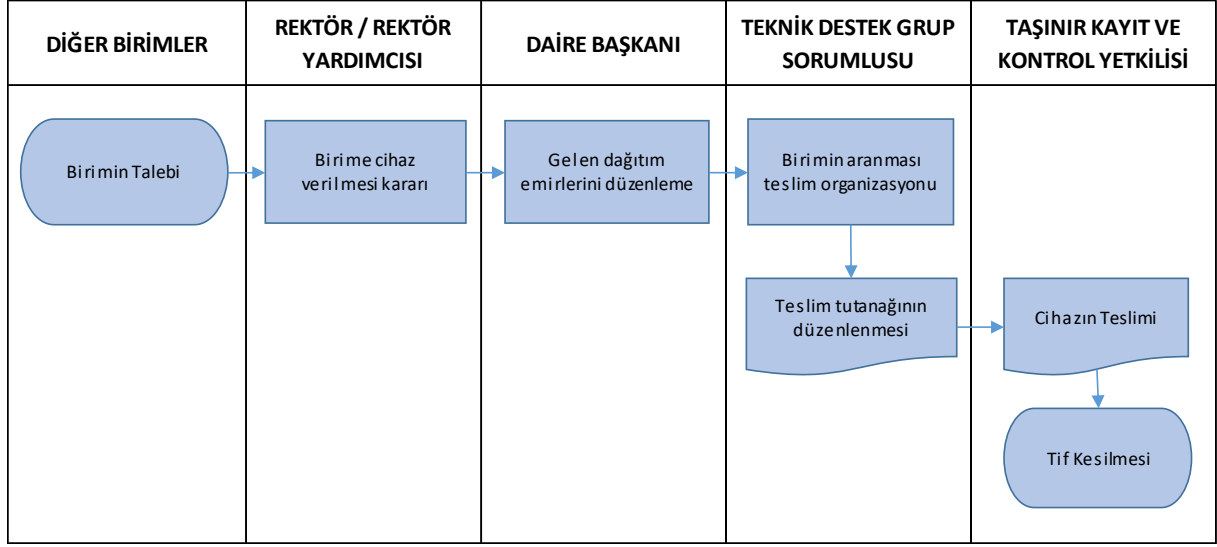 DİĞER BİRİMLER
REKTÖR / REKTÖR
YARDIMCISI
DAİRE BAŞKANI
TEKNİK DESTEK GRUP
SORUMLUSU
TAŞINIR KAYIT VE
KONTROL YETKİLİSİ
Birimin Talebi
Birime cihaz
verilmesi kararı
Gelen dağıtım
emirlerini düzenleme
Birimin aranması
teslim organizasyonu
Teslim tutanağının
düzenlenmesi
Cihazın Teslimi
Tif Kesilmesi